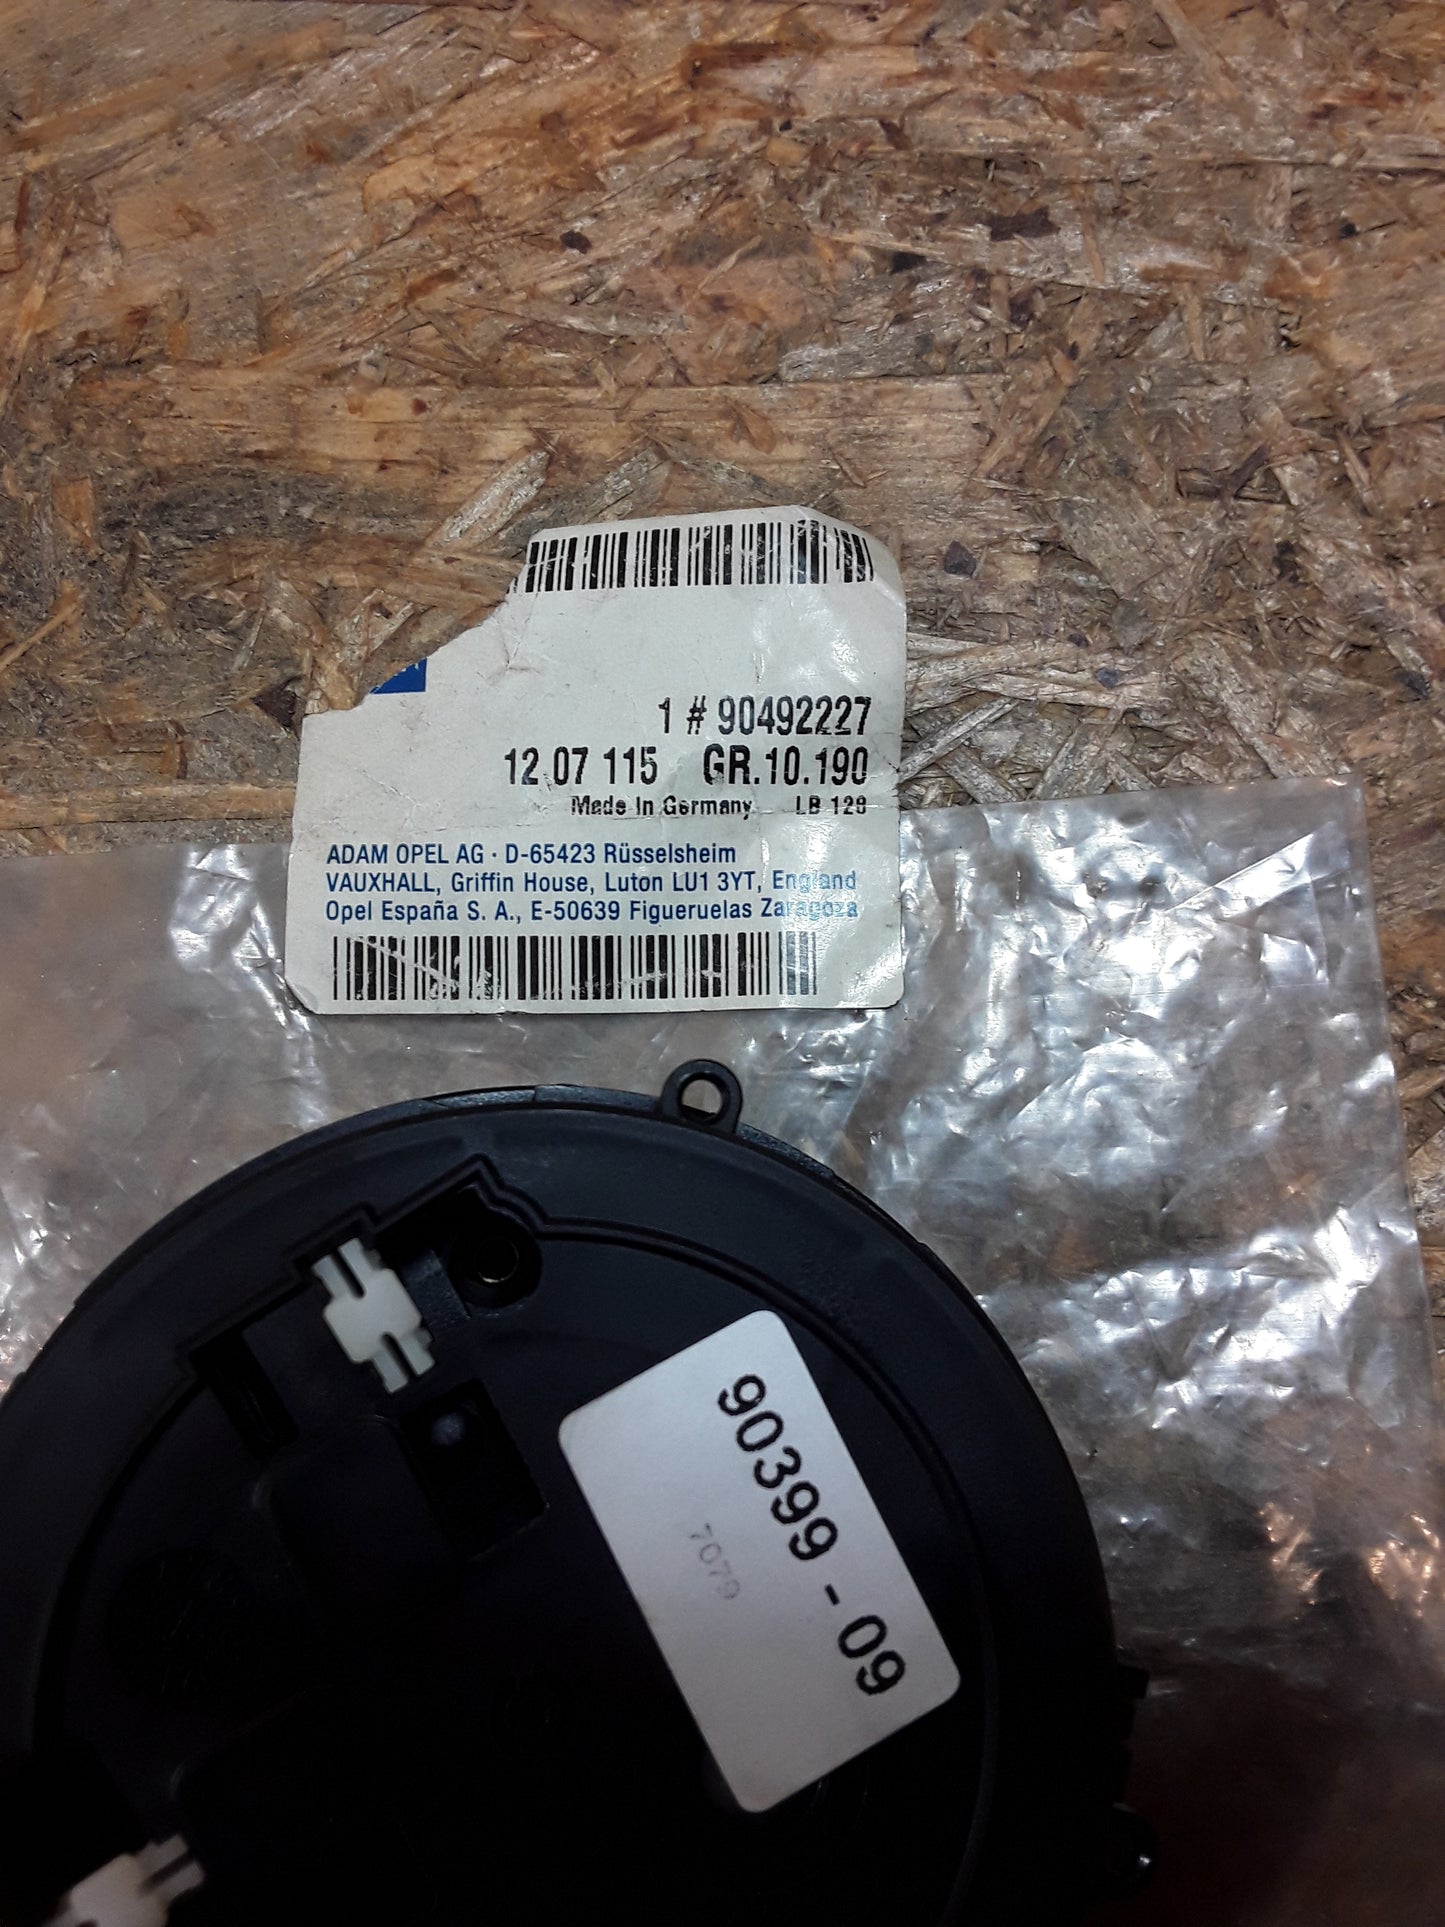 1 # 90492227
12 07 115 GR.10.190
Made In Germany LB 128
ADAM OPEL AG · D-65423 Rüsselsheim
VAUXHALL, Griffin House, Luton LU1 3YT, England
Opel España S. A., E-50639 Figueruelas Zaragoza
90399-09
7079